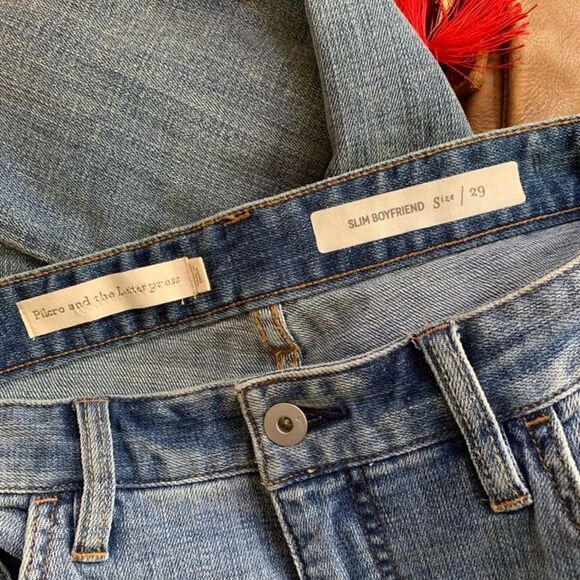 Pilcro and the Letterpress
SLIM BOYFRIEND Size / 29